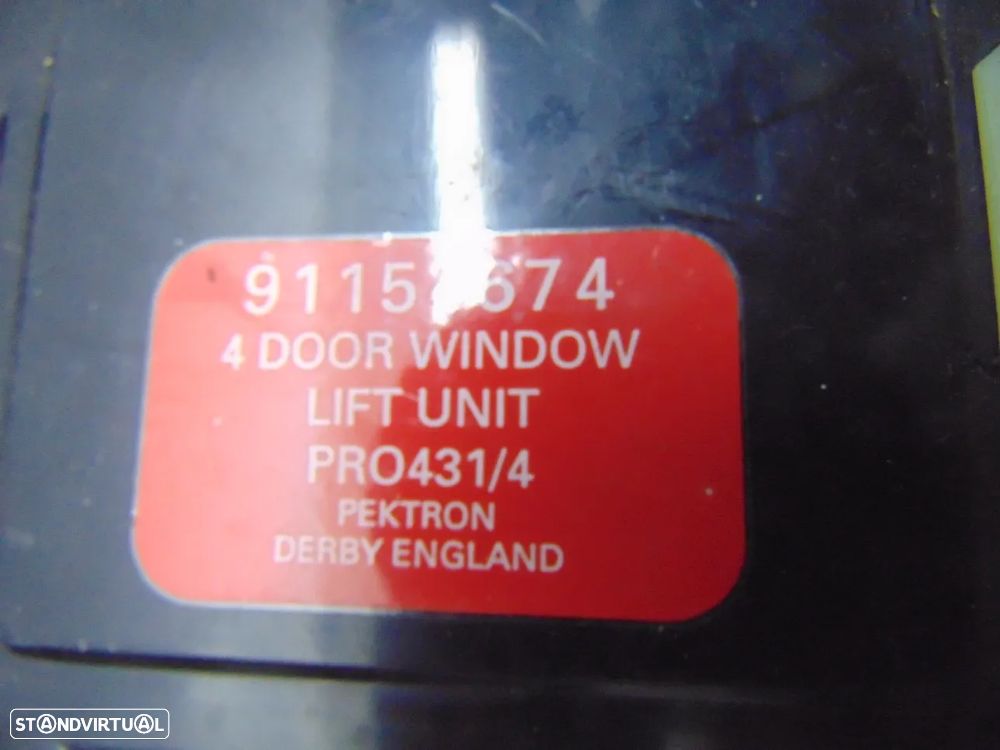 4 DOOR WINDOW
LIFT UNIT
PRO431/4
PEKTRON
DERBY ENGLAND
STANDVIRTUAL